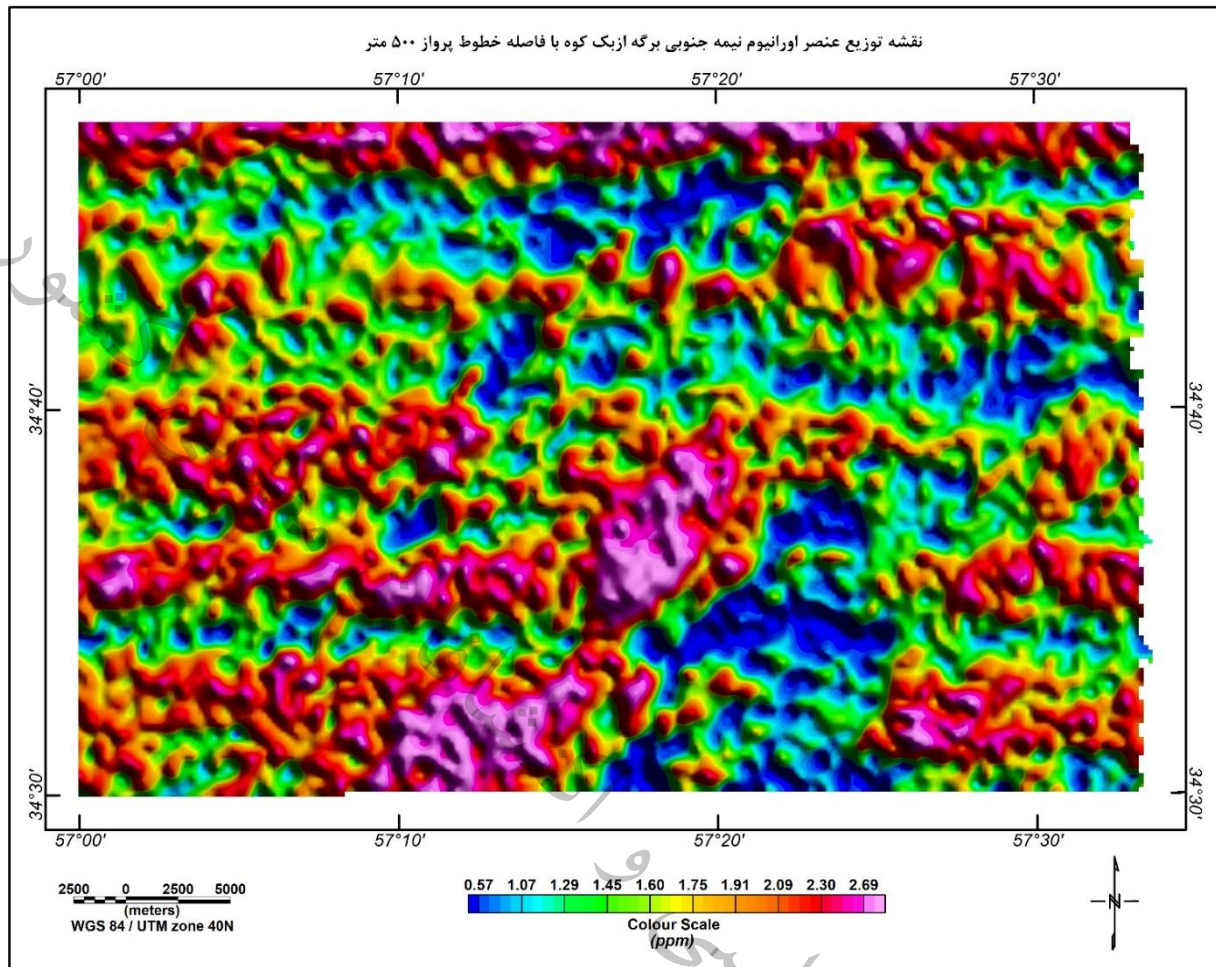 نقشه توزیع عنصر اورانیوم نیمه جنوبی برگه ازبک کوه با فاصله خطوط پرواز ۵۰۰ متر
57°00' 57°10' 57°20' 57°30'
34°40' 34°40'
34°30' 34°30'
57°00' 57°10' 57°20' 57°30'
2500 0 2500 5000
(meters)
WGS 84 / UTM zone 40N
0.57 1.07 1.29 1.45 1.60 1.75 1.91 2.09 2.30 2.69
Colour Scale
(ppm)
N